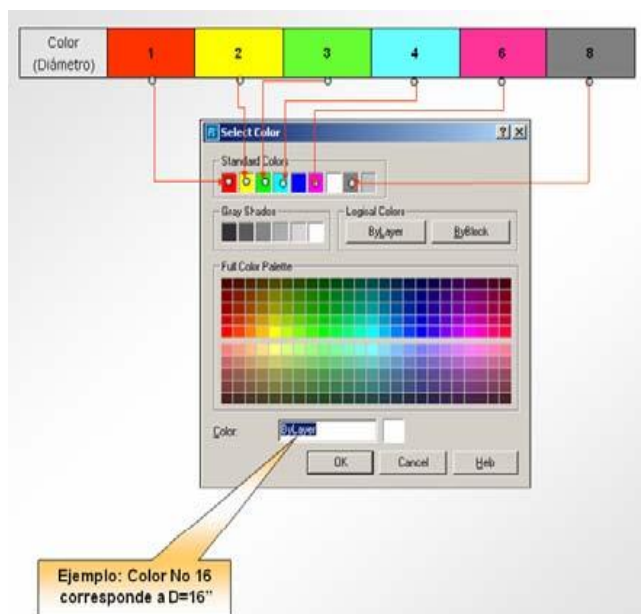 Color
(Diámetro)
1
2
3
4
6
8
Select Color
Standard Colors
Gray Shades
Logical Colors
ByLayer
ByBlock
Full Color Palette
Color:
ByLayer
OK
Cancel
Help
Ejemplo: Color No 16
corresponde a D=16"